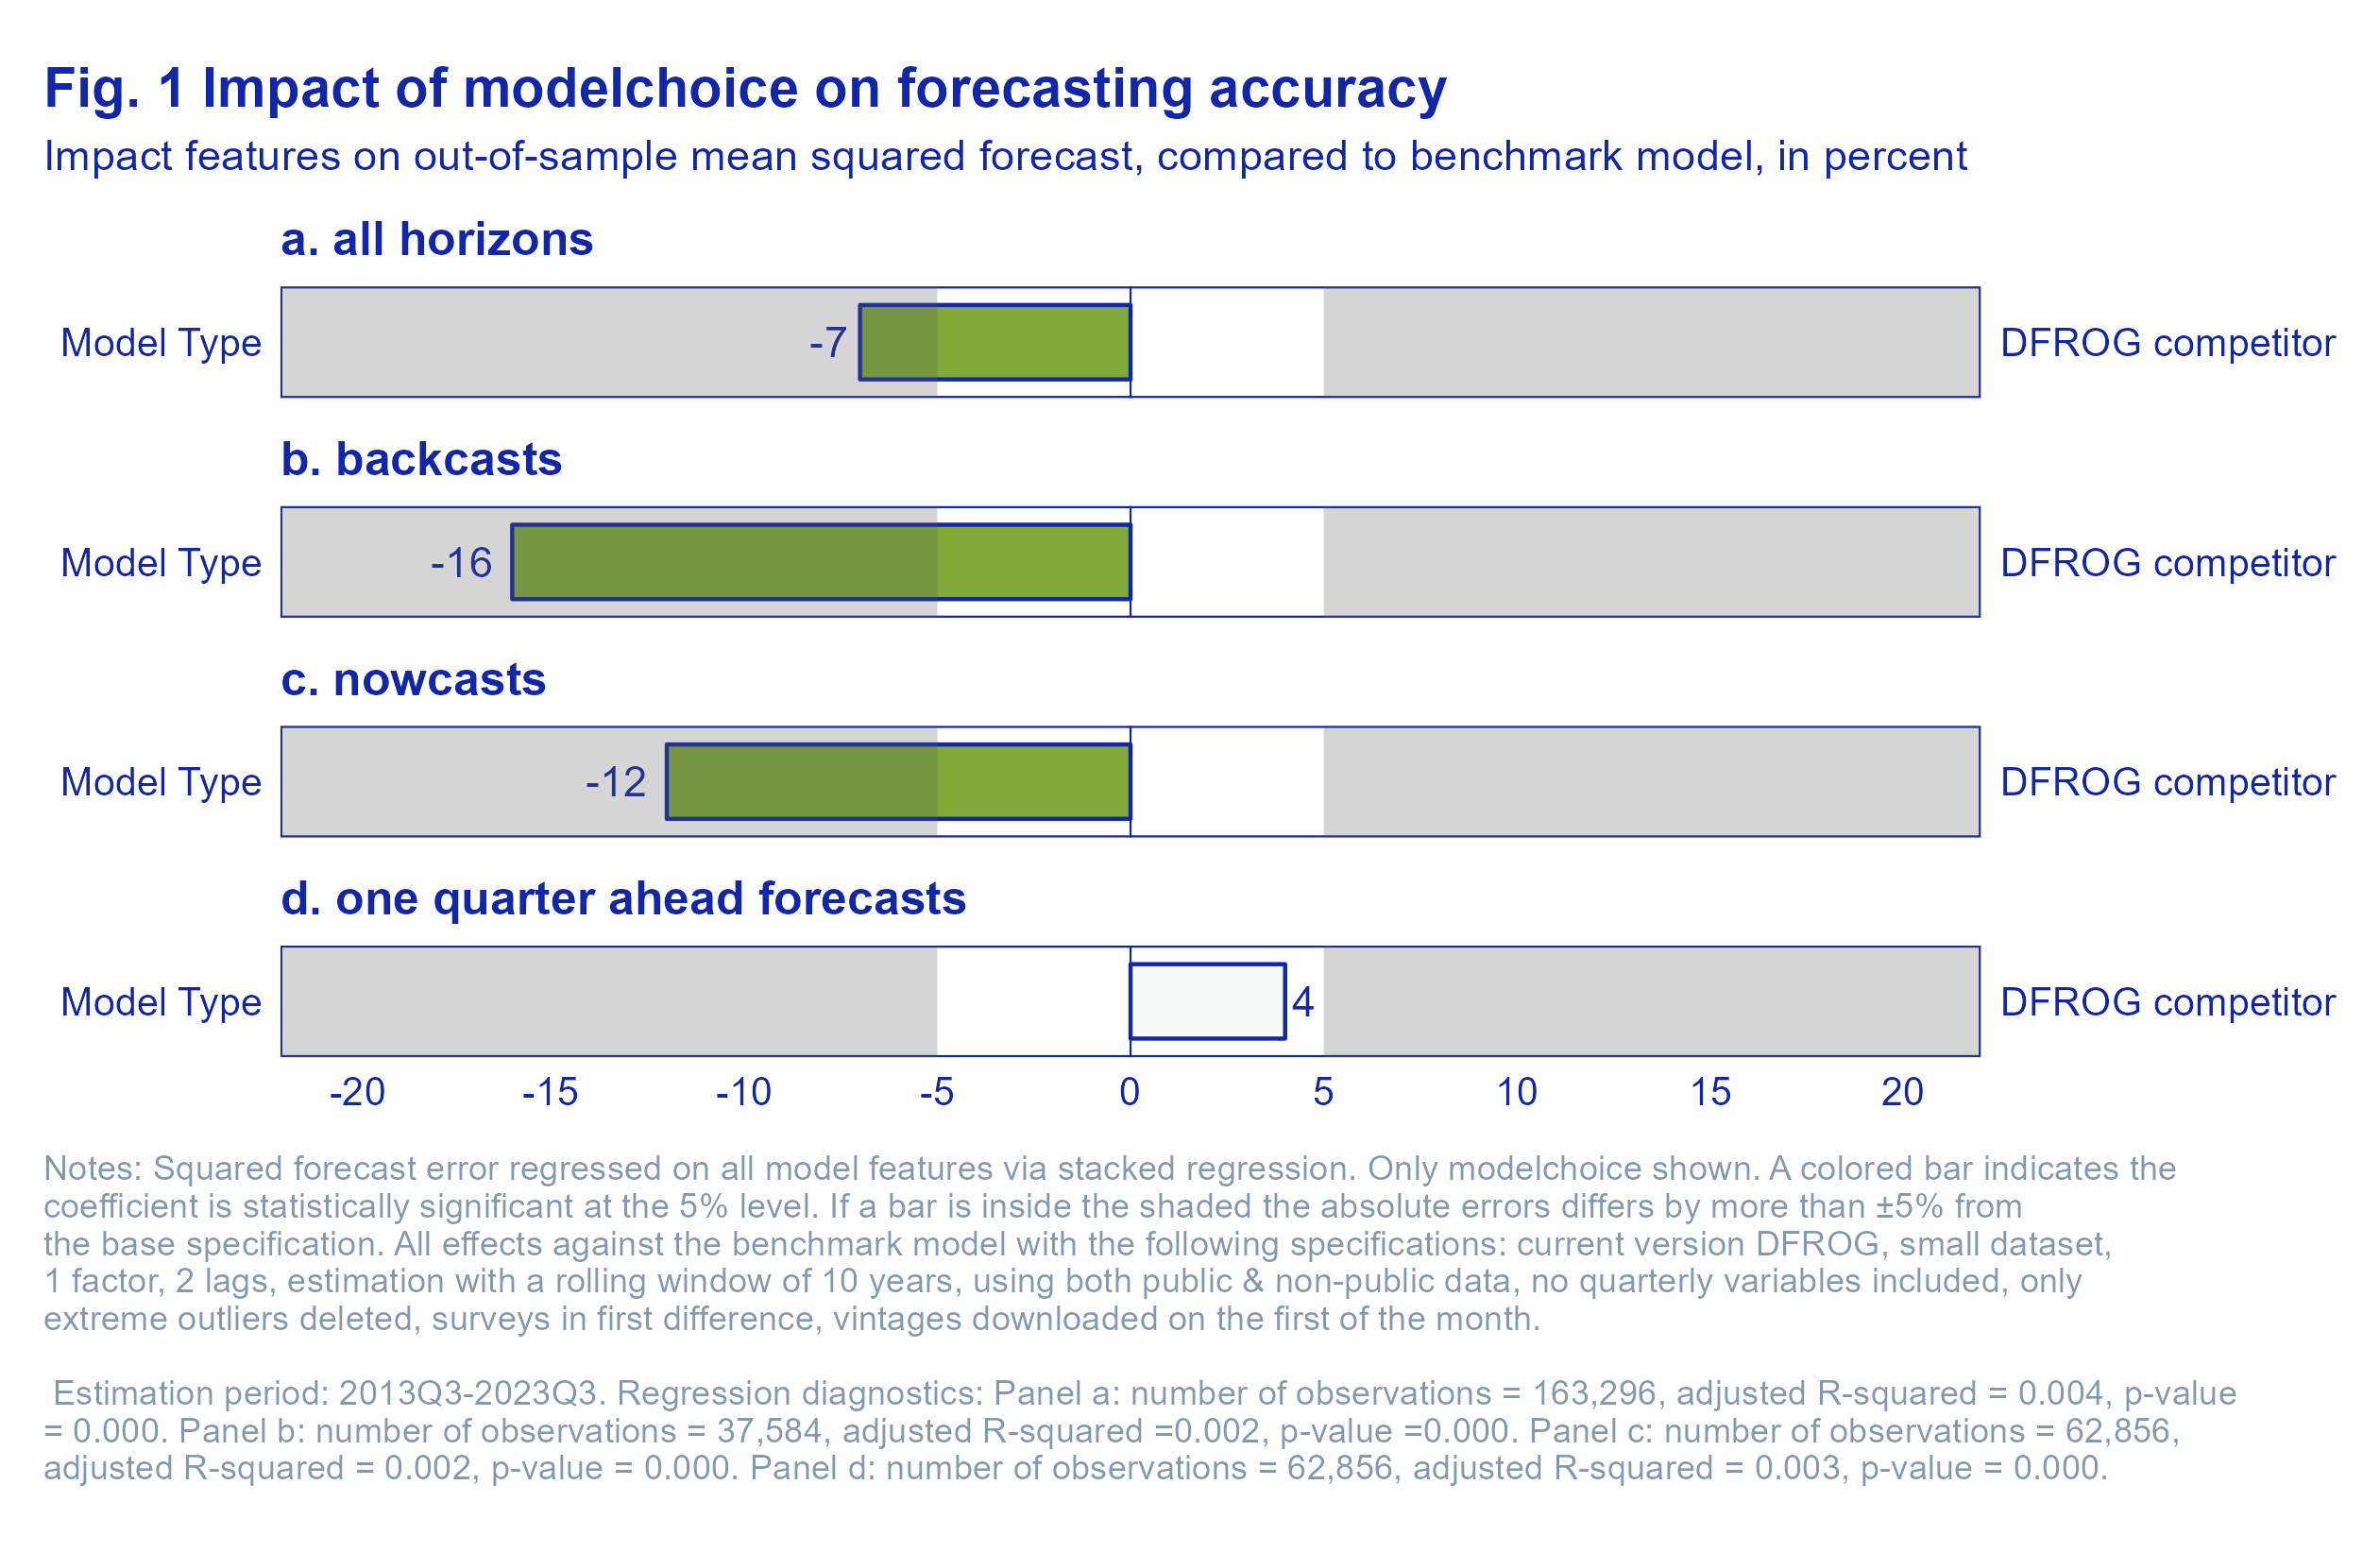 Fig. 1 Impact of modelchoice on forecasting accuracy
Impact features on out-of-sample mean squared forecast, compared to benchmark model, in percent
a. all horizons
Model Type -7 DFROG competitor
b. backcasts
Model Type -16 DFROG competitor
c. nowcasts
Model Type -12 DFROG competitor
d. one quarter ahead forecasts
Model Type 4 DFROG competitor
-20 -15 -10 -5 0 5 10 15 20
Notes: Squared forecast error regressed on all model features via stacked regression. Only modelchoice shown. A colored bar indicates the
coefficient is statistically significant at the 5% level. If a bar is inside the shaded the absolute errors differs by more than ±5% from
the base specification. All effects against the benchmark model with the following specifications: current version DFROG, small dataset,
1 factor, 2 lags, estimation with a rolling window of 10 years, using both public & non-public data, no quarterly variables included, only
extreme outliers deleted, surveys in first difference, vintages downloaded on the first of the month.
Estimation period: 2013Q3-2023Q3. Regression diagnostics: Panel a: number of observations = 163,296, adjusted R-squared = 0.004, p-value
= 0.000. Panel b: number of observations = 37,584, adjusted R-squared =0.002, p-value =0.000. Panel c: number of observations = 62,856,
adjusted R-squared = 0.002, p-value = 0.000. Panel d: number of observations = 62,856, adjusted R-squared = 0.003, p-value = 0.000.